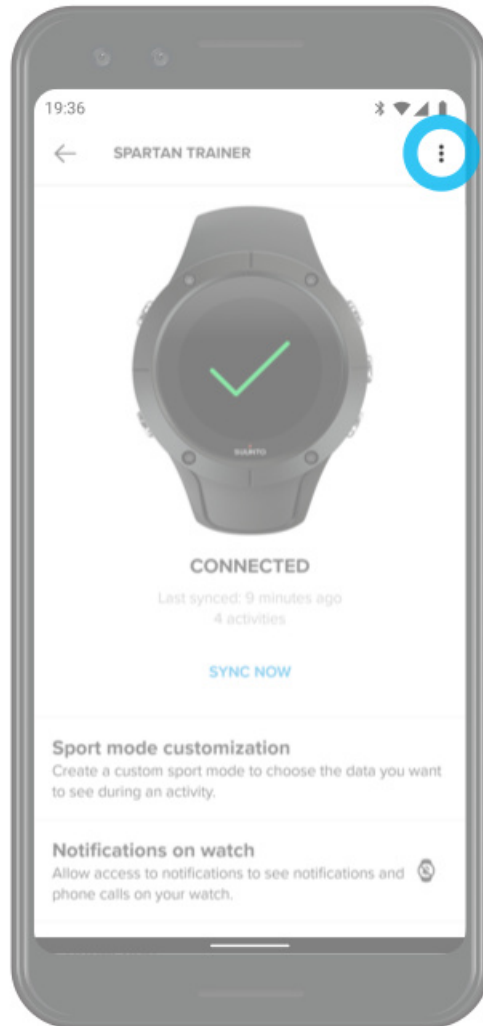 19:36
SPARTAN TRAINER
SUUNTO
CONNECTED
Last synced: 9 minutes ago
4 activities
SYNC NOW
Sport mode customization
Create a custom sport mode to choose the data you want
to see during an activity.
Notifications on watch
Allow access to notifications to see notifications and
phone calls on your watch.